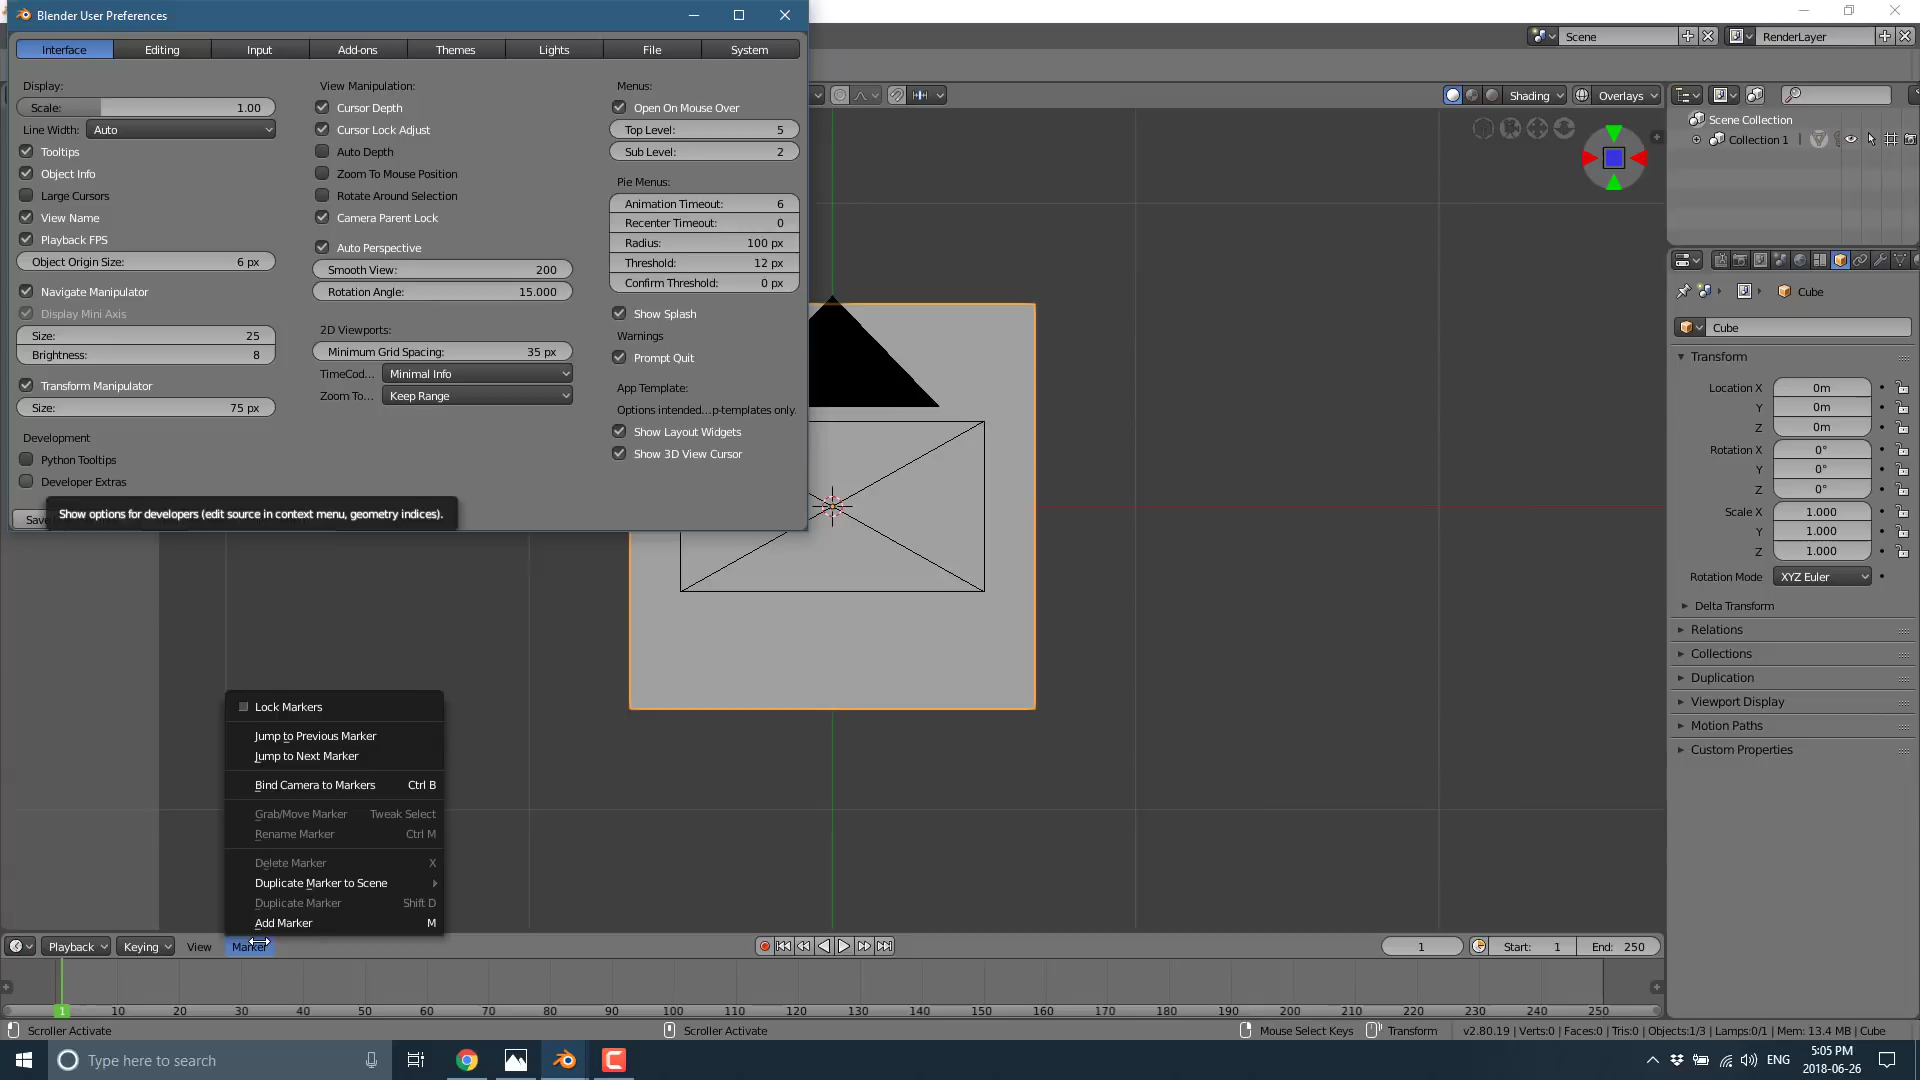 Blender User Preferences
Interface Editing Input Add-ons Themes Lights File System
Display:
Scale: 1.00
Line Width: Auto
Tooltips
Object Info
Large Cursors
View Name
Playback FPS
Object Origin Size: 6 px
Navigate Manipulator
Display Mini Axis
Size: 25
Brightness: 8
Transform Manipulator
Size: 75 px
Development
Python Tooltips
Developer Extras
Show options for developers (edit source in context menu, geometry indices).
View Manipulation:
Cursor Depth
Cursor Lock Adjust
Auto Depth
Zoom To Mouse Position
Rotate Around Selection
Camera Parent Lock
Auto Perspective
Smooth View: 200
Rotation Angle: 15.000
2D Viewports:
Minimum Grid Spacing: 35 px
TimeCod... Minimal Info
Zoom To... Keep Range
Menus:
Open On Mouse Over
Top Level: 5
Sub Level: 2
Pie Menus:
Animation Timeout: 6
Recenter Timeout: 0
Radius: 100 px
Threshold: 12 px
Confirm Threshold: 0 px
Show Splash
Warnings
Prompt Quit
App Template:
Options intended...p-templates only.
Show Layout Widgets
Show 3D View Cursor
Scene RenderLayer
Shading Overlays
Scene Collection
Collection 1
Cube
Cube
Transform
Location X 0m
Y 0m
Z 0m
Rotation X 0°
Y 0°
Z 0°
Scale X 1.000
Y 1.000
Z 1.000
Rotation Mode XYZ Euler
Delta Transform
Relations
Collections
Duplication
Viewport Display
Motion Paths
Custom Properties
Lock Markers
Jump to Previous Marker
Jump to Next Marker
Bind Camera to Markers Ctrl B
Grab/Move Marker Tweak Select
Rename Marker Ctrl M
Delete Marker X
Duplicate Marker to Scene
Duplicate Marker Shift D
Add Marker M
Playback Keying View Marker 1 Start: 1 End: 250
1 10 20 30 40 50 60 70 80 90 100 110 120 130 140 150 160 170 180 190 200 210 220 230 240 250
Scroller Activate Scroller Activate Mouse Select Keys Transform v2.80.19 | Verts:0 | Faces:0 | Tris:0 | Objects:1/3 | Lamps:0/1 | Mem: 13.4 MB | Cube
Type here to search
ENG
5:05 PM
2018-06-26